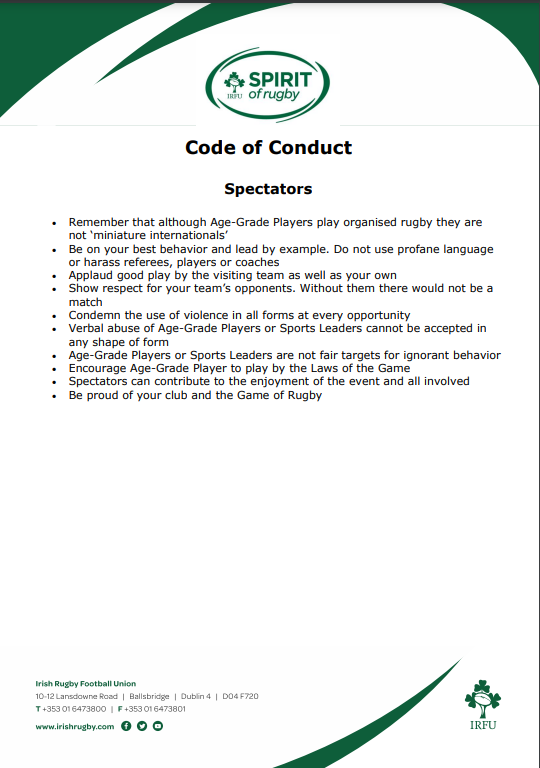 SPIRIT
of rugby
IRFU
Code of Conduct
Spectators
• Remember that although Age-Grade Players play organised rugby they are
not ‘miniature internationals’
• Be on your best behavior and lead by example. Do not use profane language
or harass referees, players or coaches
• Applaud good play by the visiting team as well as your own
• Show respect for your team’s opponents. Without them there would not be a
match
• Condemn the use of violence in all forms at every opportunity
• Verbal abuse of Age-Grade Players or Sports Leaders cannot be accepted in
any shape of form
• Age-Grade Players or Sports Leaders are not fair targets for ignorant behavior
• Encourage Age-Grade Player to play by the Laws of the Game
• Spectators can contribute to the enjoyment of the event and all involved
• Be proud of your club and the Game of Rugby
Irish Rugby Football Union
10-12 Lansdowne Road | Ballsbridge | Dublin 4 | D04 F720
T +353 01 6473800 | F +353 01 6473801
www.irishrugby.com
IRFU